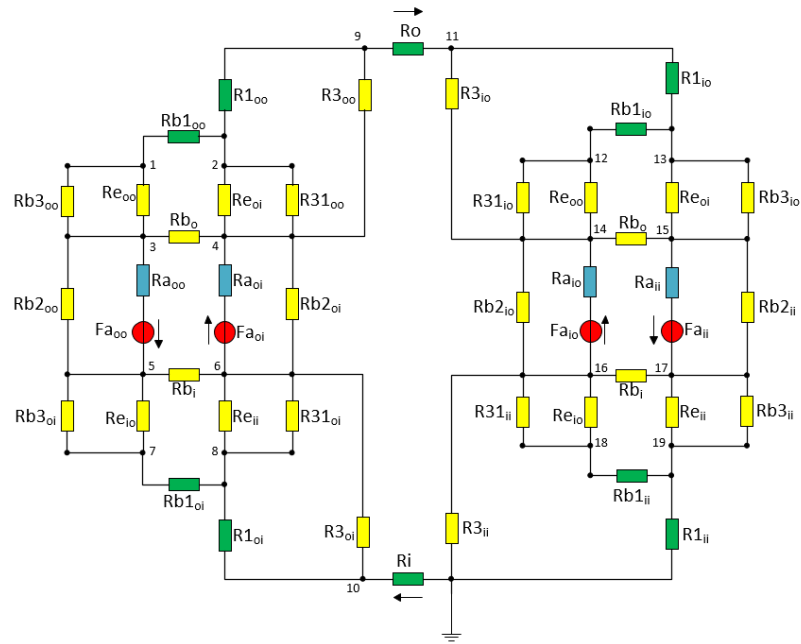 9 Ro 11
R1oo R3oo R3io R1io
Rb1oo Rb1io
1 2 12 13
Rb3oo Reoo Reoi R31oo R31io Reoo Reoi Rb3io
Rbo Rbo
3 4 14 15
Raoo Raoi Raio Raii
Rb2oo Rb2oi Rb2io Rb2ii
Faoo Faoi Faio Faii
5 6 16 17
Rbi Rbi
Rb3oi Reio Reii R31oi R31ii Reio Reii Rb3ii
7 8 18 19
Rb1oi Rb1ii
R1oi R3oi R3ii R1ii
Ri
10